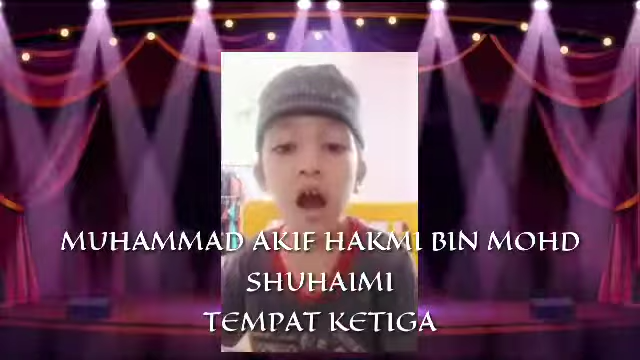 MUHAMMAD AKIF HAKMI BIN MOHD
SHUHAIMI
TEMPAT KETIGA